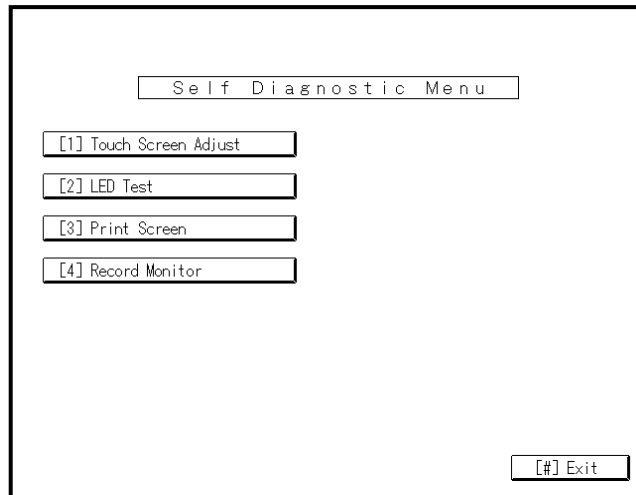 Self Diagnostic Menu
[1] Touch Screen Adjust
[2] LED Test
[3] Print Screen
[4] Record Monitor
[#] Exit